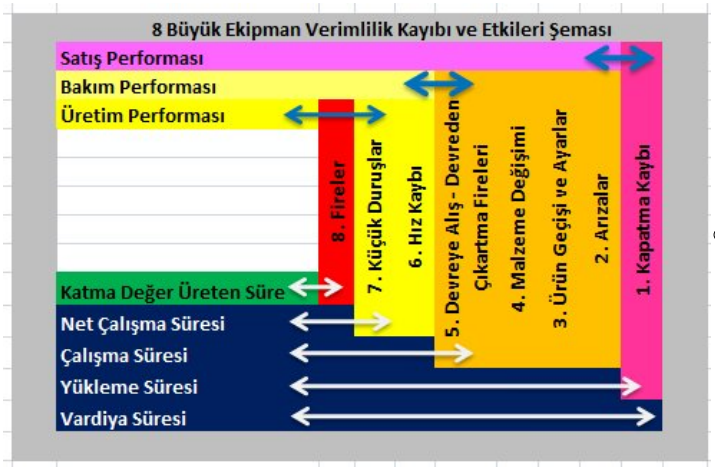 8 Büyük Ekipman Verimlilik Kayıbı ve Etkileri Şeması
Satış Performası
Bakım Performası
Üretim Performası
8. Fireler
7. Küçük Duruşlar
6. Hız Kaybı
5. Devreye Alış - Devreden
Çıkartma Fireleri
4. Malzeme Değişimi
3. Ürün Geçişi ve Ayarlar
2. Arızalar
1. Kapatma Kaybı
Katma Değer Üreten Süre
Net Çalışma Süresi
Çalışma Süresi
Yükleme Süresi
Vardiya Süresi